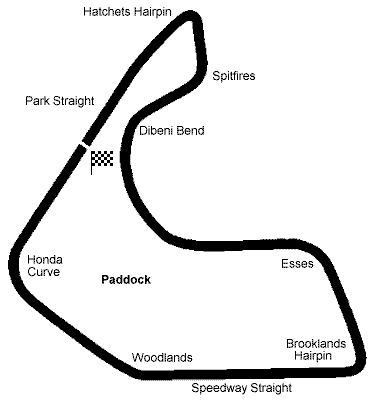 Hatchets Hairpin
Spitfires
Park Straight
Dibeni Bend
Honda
Curve
Esses
Paddock
Brooklands
Hairpin
Woodlands
Speedway Straight